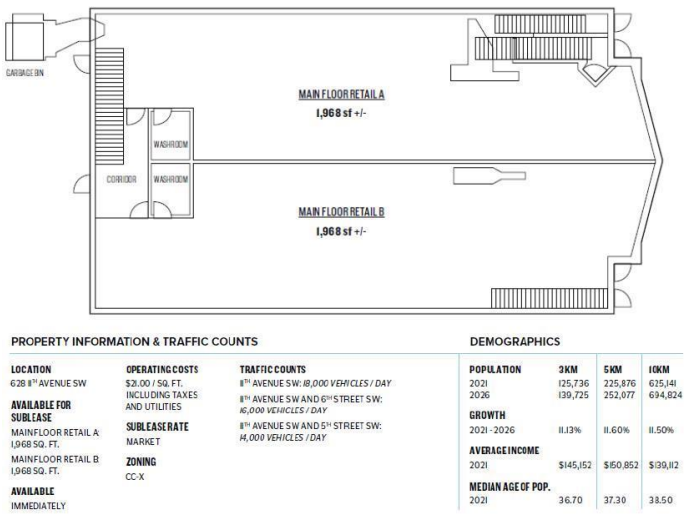 GARBAGE BIN
MAIN FLOOR RETAIL A
1,968 sf +/-
WASHROOM
CORRIDOR
WASHROOM
MAIN FLOOR RETAIL B
1,968 sf +/-
PROPERTY INFORMATION & TRAFFIC COUNTS
LOCATION
628 11TH AVENUE SW
AVAILABLE FOR
SUBLEASE
MAIN FLOOR RETAIL A:
1,968 SQ. FT.
MAIN FLOOR RETAIL B:
1,968 SQ. FT.
AVAILABLE
IMMEDIATELY
OPERATING COSTS
$21.00 / SQ. FT.
INCLUDING TAXES
AND UTILITIES
SUBLEASE RATE
MARKET
ZONING
CC-X
TRAFFIC COUNTS
11TH AVENUE SW: 18,000 VEHICLES / DAY
11TH AVENUE SW AND 6TH STREET SW:
16,000 VEHICLES / DAY
11TH AVENUE SW AND 5TH STREET SW:
14,000 VEHICLES / DAY
DEMOGRAPHICS
POPULATION 3KM 5KM 10KM
2021 125,736 225,876 625,141
2026 139,725 252,077 694,824
GROWTH
2021 - 2026 11.13% 11.60% 11.50%
AVERAGE INCOME
2021 $145,152 $150,852 $139,112
MEDIAN AGE OF POP.
2021 36.70 37.30 38.50